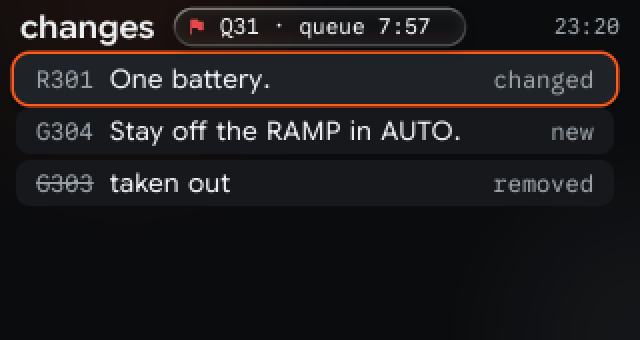 changes Q31 · queue 7:57 23:20
R301 One battery. changed
G304 Stay off the RAMP in AUTO. new
G303 taken out removed